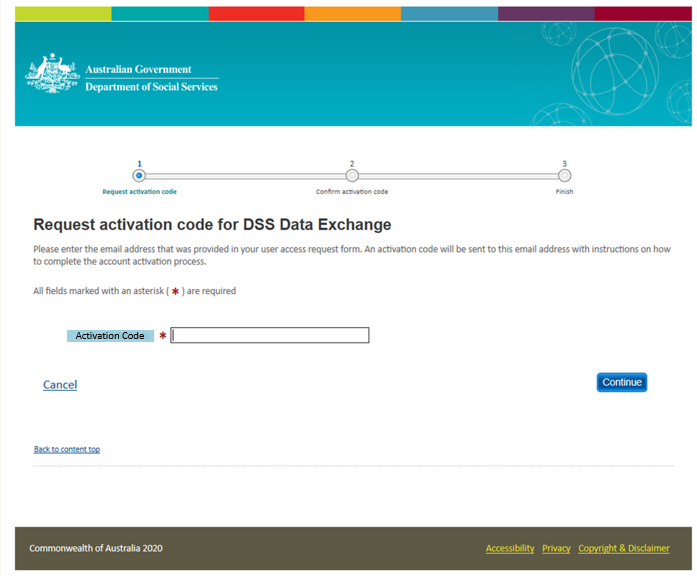 Australian Government
Department of Social Services
1 2 3
Request activation code Confirm activation code Finish
Request activation code for DSS Data Exchange
Please enter the email address that was provided in your user access request form. An activation code will be sent to this email address with instructions on how
to complete the account activation process.
All fields marked with an asterisk ( * ) are required
Activation Code *
Cancel Continue
Back to content top
Commonwealth of Australia 2020 Accessibility Privacy Copyright & Disclaimer